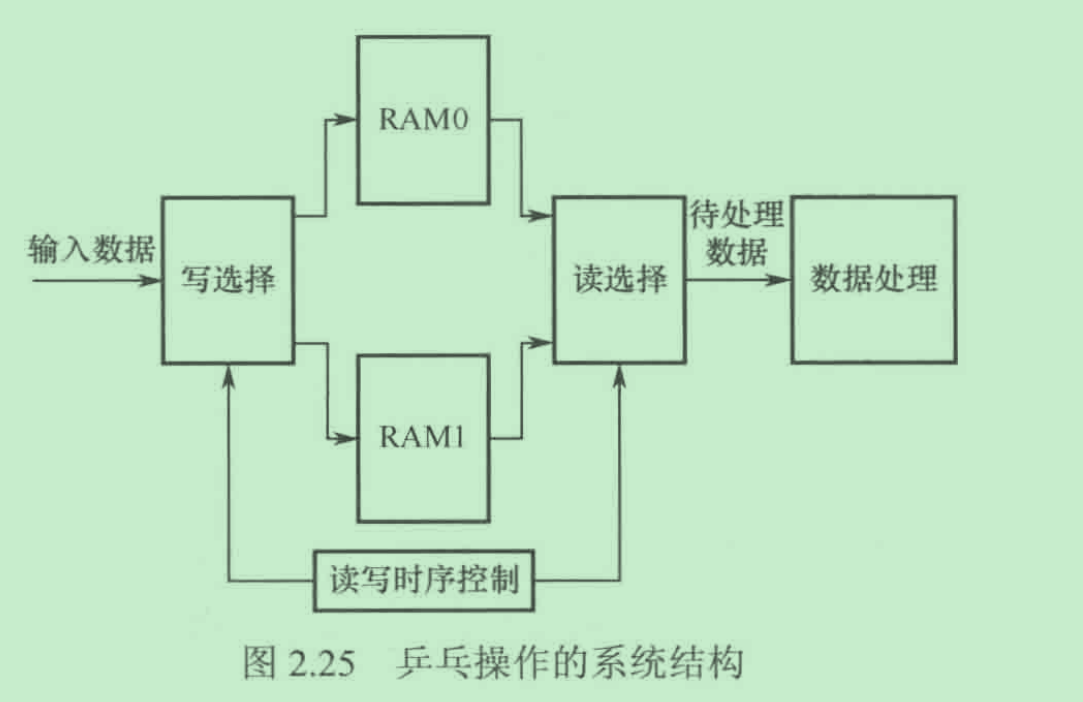 RAM0
输入数据
写选择
读选择
待处理
数据
数据处理
RAM1
读写时序控制
图 2.25 乒乓操作的系统结构